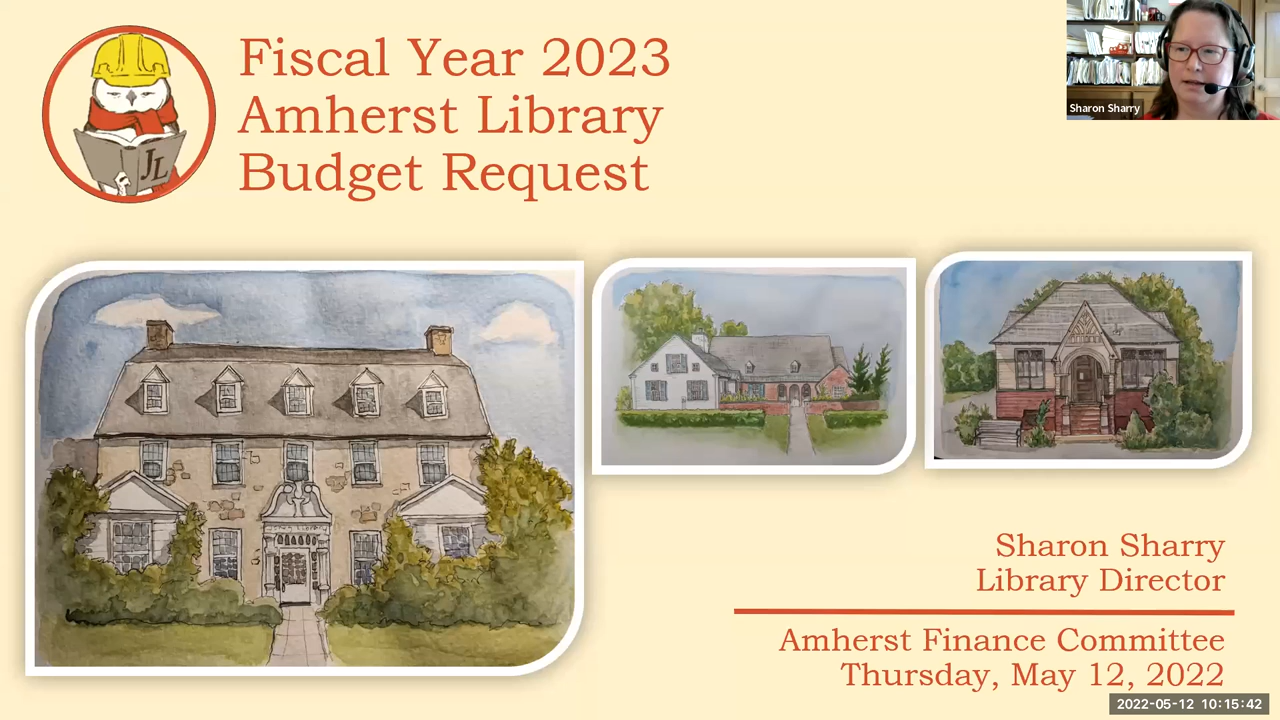 Fiscal Year 2023
Amherst Library
Budget Request
JL
Sharon Sharry
Sharon Sharry
Library Director
Amherst Finance Committee
Thursday, May 12, 2022
2022-05-12 10:15:42